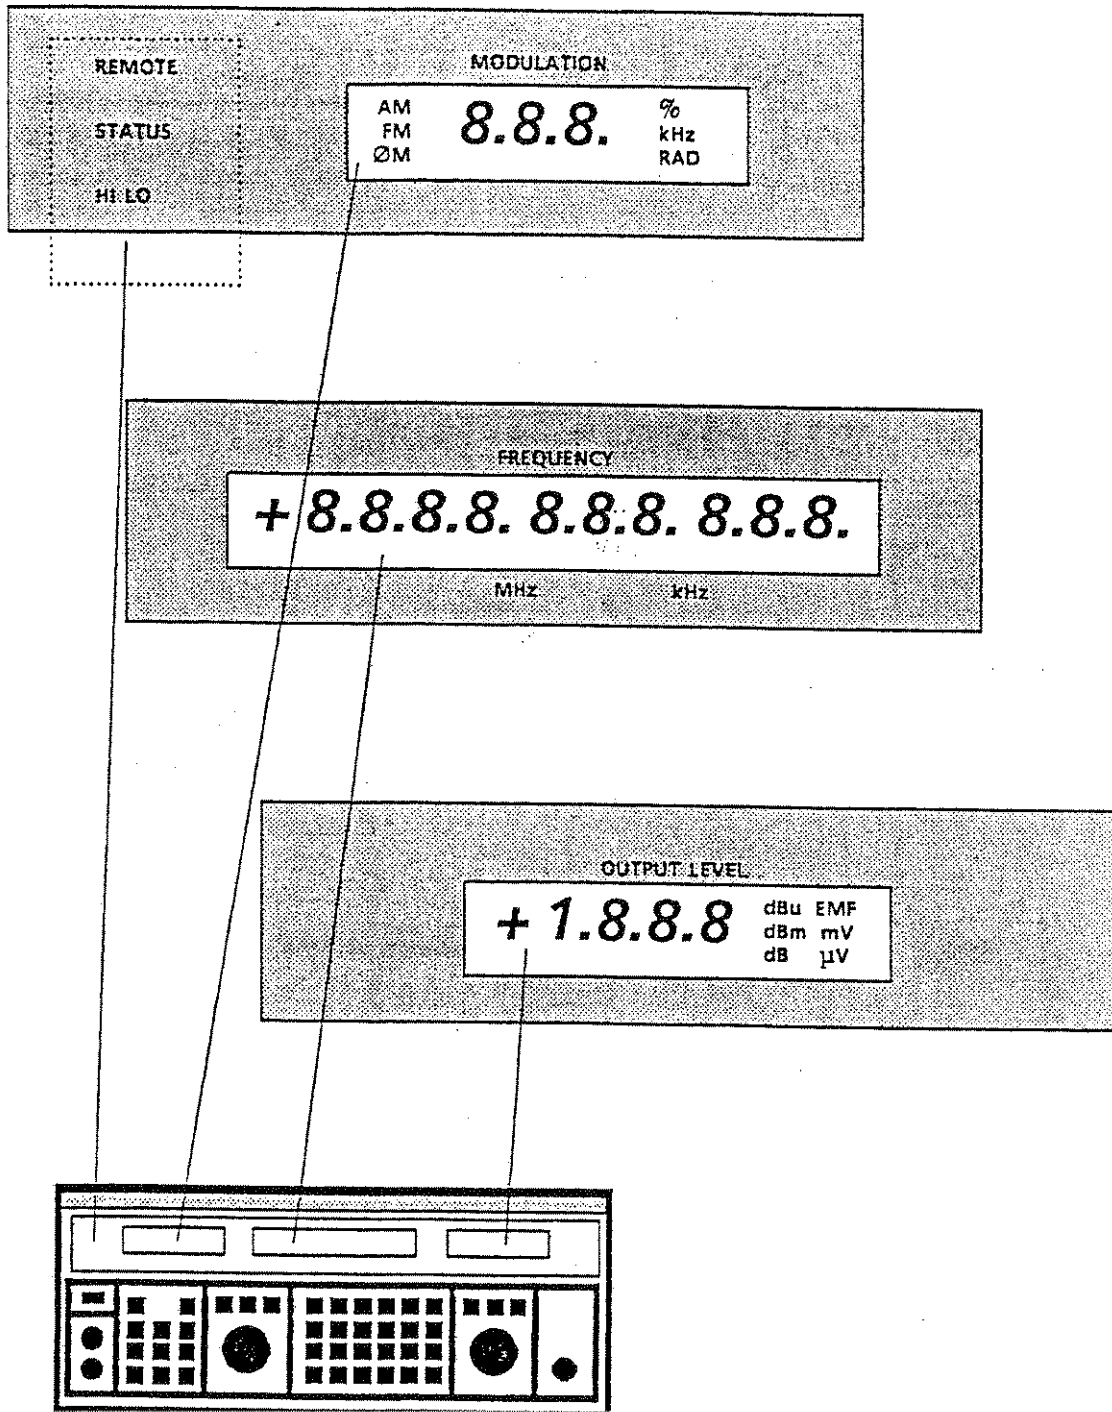 REMOTE
STATUS
HI LO
MODULATION
AM
FM
ØM
8.8.8.
%
kHz
RAD
FREQUENCY
+ 8.8.8.8. 8.8.8. 8.8.8.
MHz kHz
OUTPUT LEVEL
+ 1.8.8.8
dBu EMF
dBm mV
dB µV